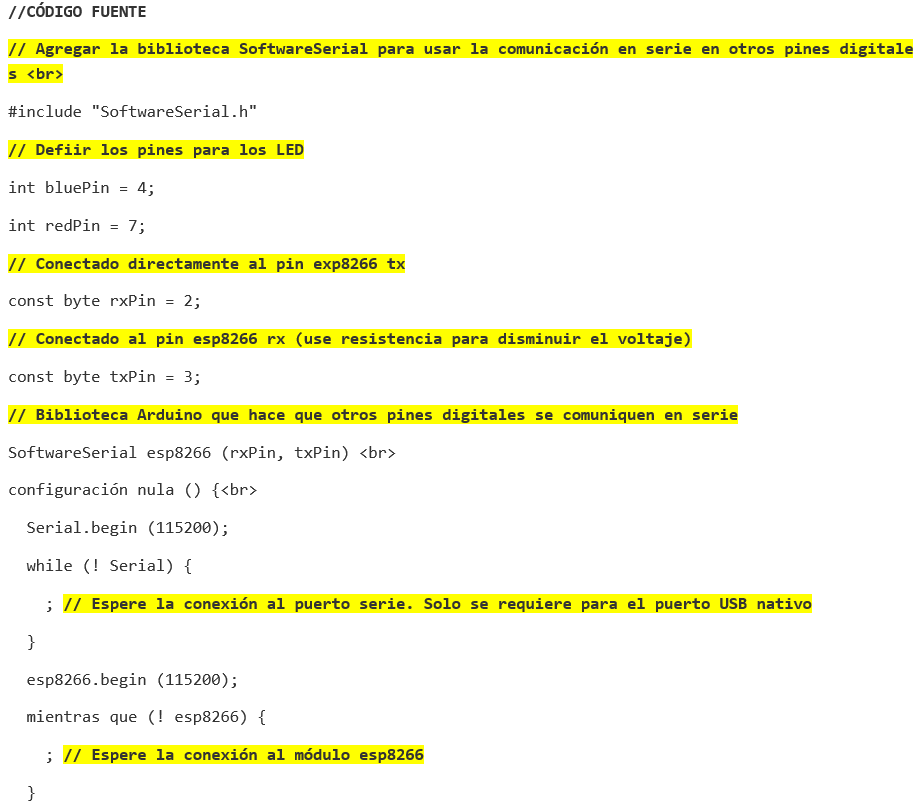 //CÓDIGO FUENTE
// Agregar la biblioteca SoftwareSerial para usar la comunicación en serie en otros pines digitale
s <br>
#include "SoftwareSerial.h"
// Defiir los pines para los LED
int bluePin = 4;
int redPin = 7;
// Conectado directamente al pin exp8266 tx
const byte rxPin = 2;
// Conectado al pin esp8266 rx (use resistencia para disminuir el voltaje)
const byte txPin = 3;
// Biblioteca Arduino que hace que otros pines digitales se comuniquen en serie
SoftwareSerial esp8266 (rxPin, txPin) <br>
configuración nula () {<br>
  Serial.begin (115200);
  while (! Serial) {
    ; // Espere la conexión al puerto serie. Solo se requiere para el puerto USB nativo
  }
  esp8266.begin (115200);
  mientras que (! esp8266) {
    ; // Espere la conexión al módulo esp8266
  }